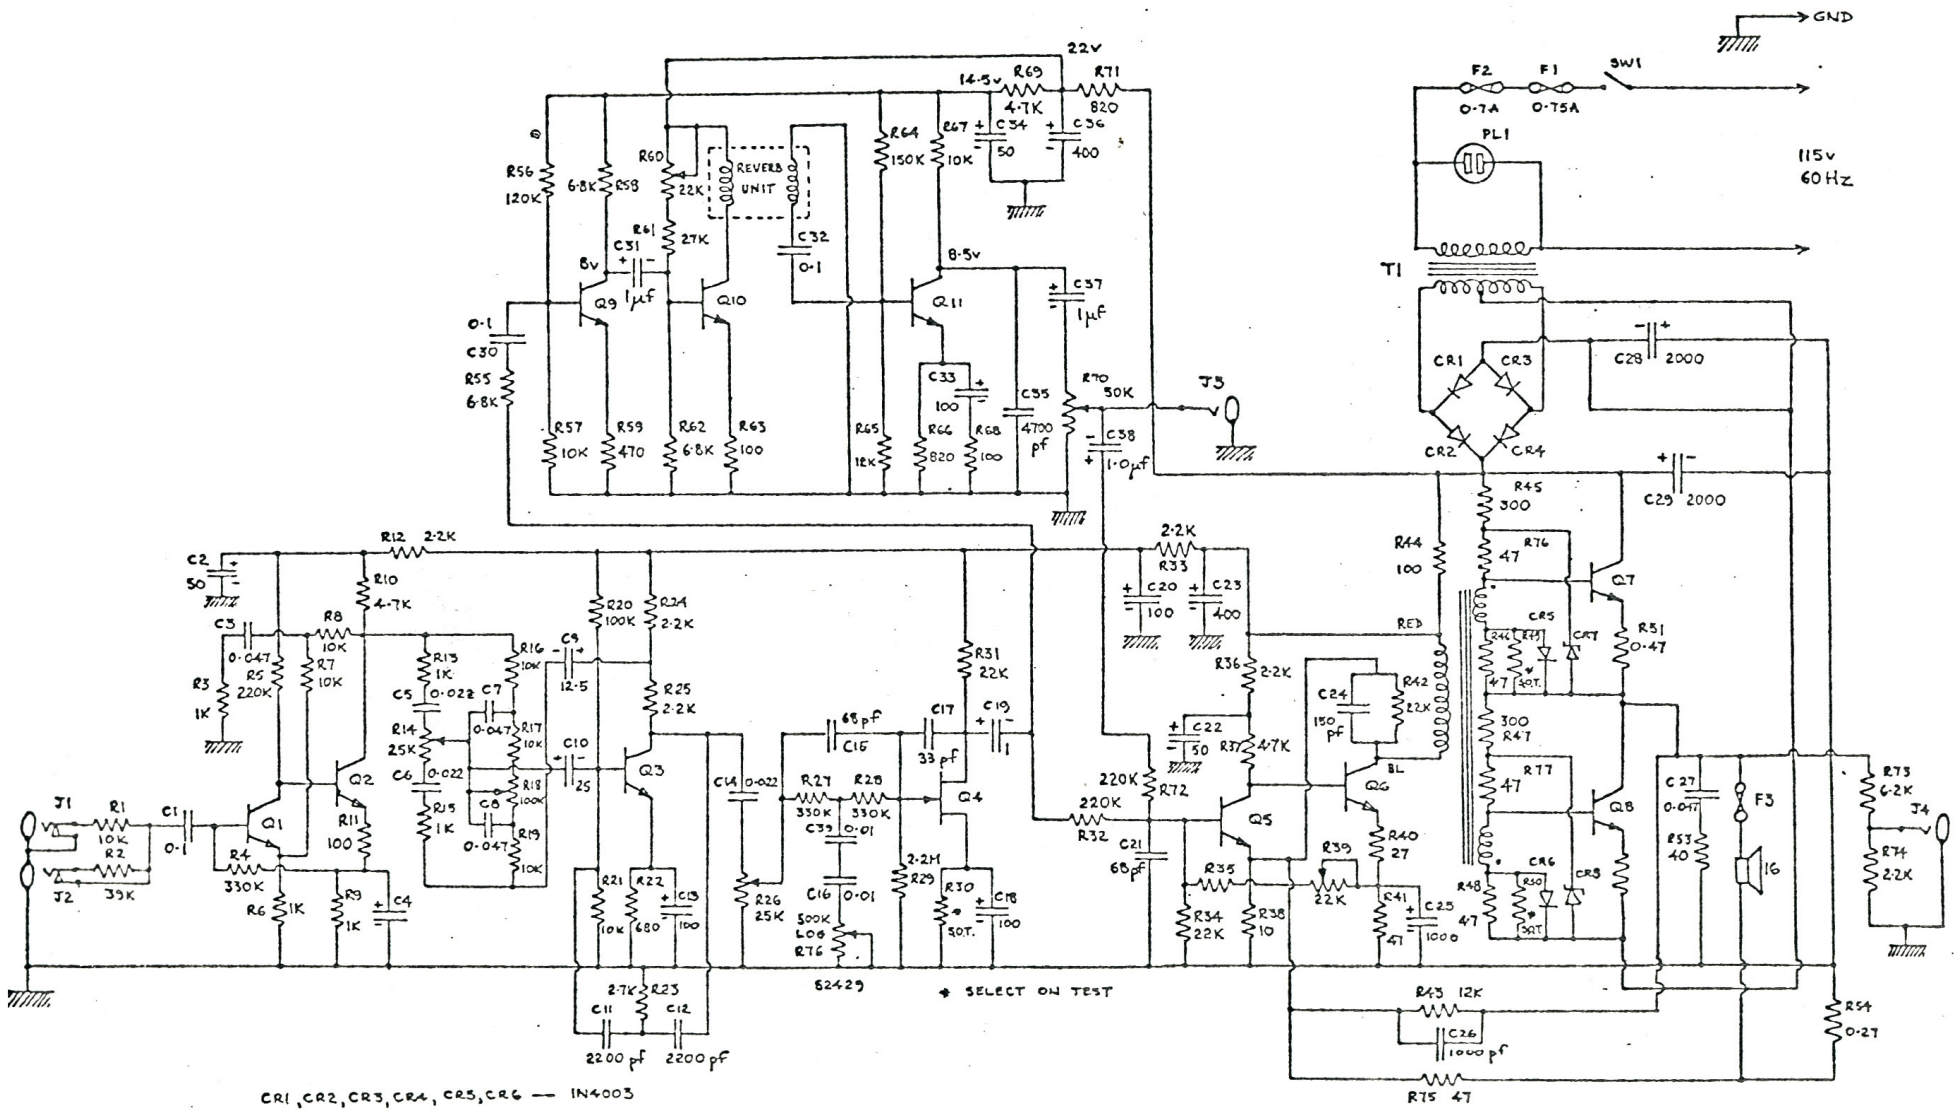 GND
22V
F2
F1
SW1
0.7A
0.75A
14.5v
R69
4.7K
R71
820
PL1
115v
60Hz
C34
50
C36
400
R64
150K
R67
10K
R56
120K
6.8K
R58
R60
22K
REVERB
UNIT
R61
27K
C31
1µf
8v
C32
0.1
8.5v
T1
Q9
Q10
Q11
C37
1µf
0.1
C30
R55
6.8K
C28
2000
CR1
CR3
CR2
CR4
C33
100
C35
4700
pf
R70
50K
J3
R57
10K
R59
470
R62
6.8K
R63
100
R65
12K
R66
820
R68
100
C38
1.0µf
C29
2000
R45
300
R12
2.2K
C2
50
R10
4.7K
2.2K
R33
C20
100
C23
400
R44
100
R76
47
Q7
C3
0.047
R8
10K
R5
220K
R7
10K
R3
1K
R13
1K
C5
0.022
R14
25K
C6
0.022
R15
1K
R16
10K
C7
0.047
R17
10K
R18
100K
C8
0.047
R19
10K
C9
12.5
C10
25
R20
100K
R24
2.2K
R25
2.2K
Q3
R31
22K
RED
R36
2.2K
C24
150
pf
R42
22K
BL
CR5
CR7
R46
47
R49
*
S.O.T.
R51
0.47
300
R47
R77
47
Q8
68pf
C15
C17
33pf
C19
1
C22
50
R37
4.7K
Q2
R11
100
J1
R1
10K
R2
39K
J2
C1
0.1
Q1
R4
330K
R6
1K
R9
1K
C4
C14
0.022
R27
330K
R28
330K
C39
0.01
C16
0.01
500K
LOG
R76
Q4
2.2M
R29
R30
*
S.O.T.
C18
100
220K
R72
220K
R32
C21
68pf
Q5
Q6
R35
R39
22K
R40
27
R34
22K
R38
10
R41
47
C25
1000
R48
47
R50
*
CR6
CR8
C27
0.047
R53
40
F3
16
R73
6.2K
J4
R74
2.2K
R21
10K
R22
680
C13
100
R26
25K
2.7K
R23
C11
C12
2200pf
2200pf
S2429
* SELECT ON TEST
R43
12K
C26
1000pf
R54
0.27
R75
47
CR1, CR2, CR3, CR4, CR5, CR6 — IN4003